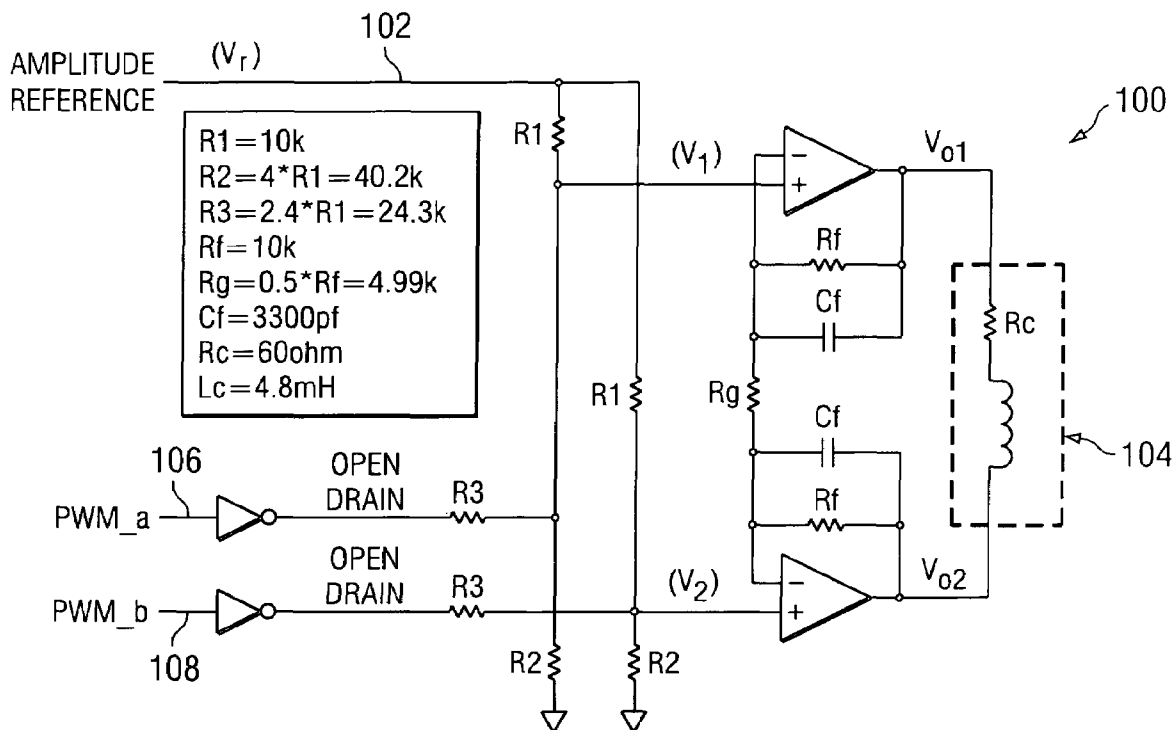 102
(Vr)
AMPLITUDE
REFERENCE
100
R1=10k
R2=4*R1=40.2k
R3=2.4*R1=24.3k
Rf=10k
Rg=0.5*Rf=4.99k
Cf=3300pf
Rc=60ohm
Lc=4.8mH
R1
(V1)
−
+
Vo1
Rf
Cf
Rc
R1
Rg
Cf
104
106
OPEN
DRAIN
R3
PWM_a
Rf
OPEN
DRAIN
R3
PWM_b
108
(V2)
−
+
Vo2
R2
R2